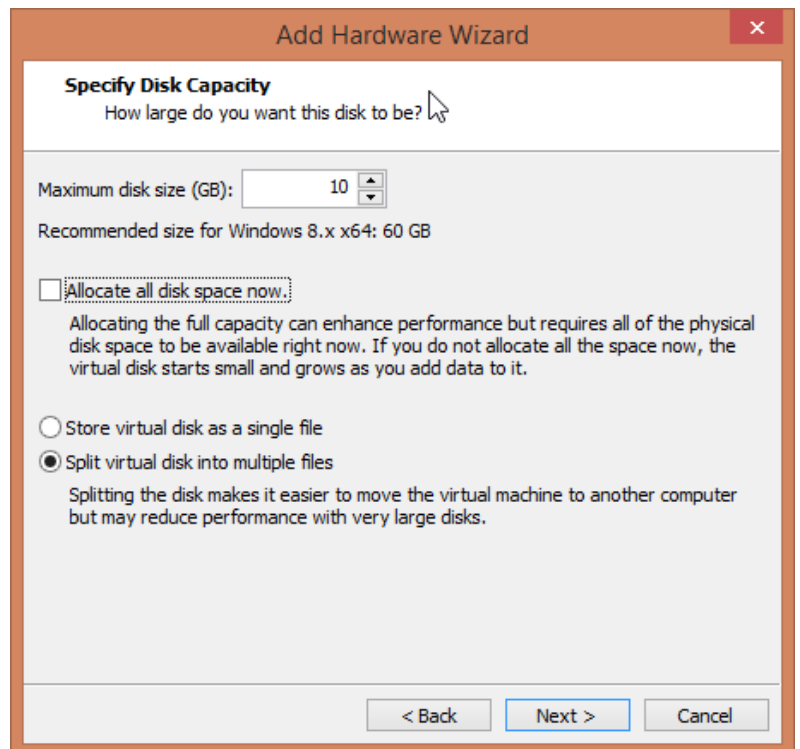 Add Hardware Wizard
Specify Disk Capacity
How large do you want this disk to be?
Maximum disk size (GB): 10
Recommended size for Windows 8.x x64: 60 GB
Allocate all disk space now.
Allocating the full capacity can enhance performance but requires all of the physical
disk space to be available right now. If you do not allocate all the space now, the
virtual disk starts small and grows as you add data to it.
Store virtual disk as a single file
Split virtual disk into multiple files
Splitting the disk makes it easier to move the virtual machine to another computer
but may reduce performance with very large disks.
< Back Next > Cancel